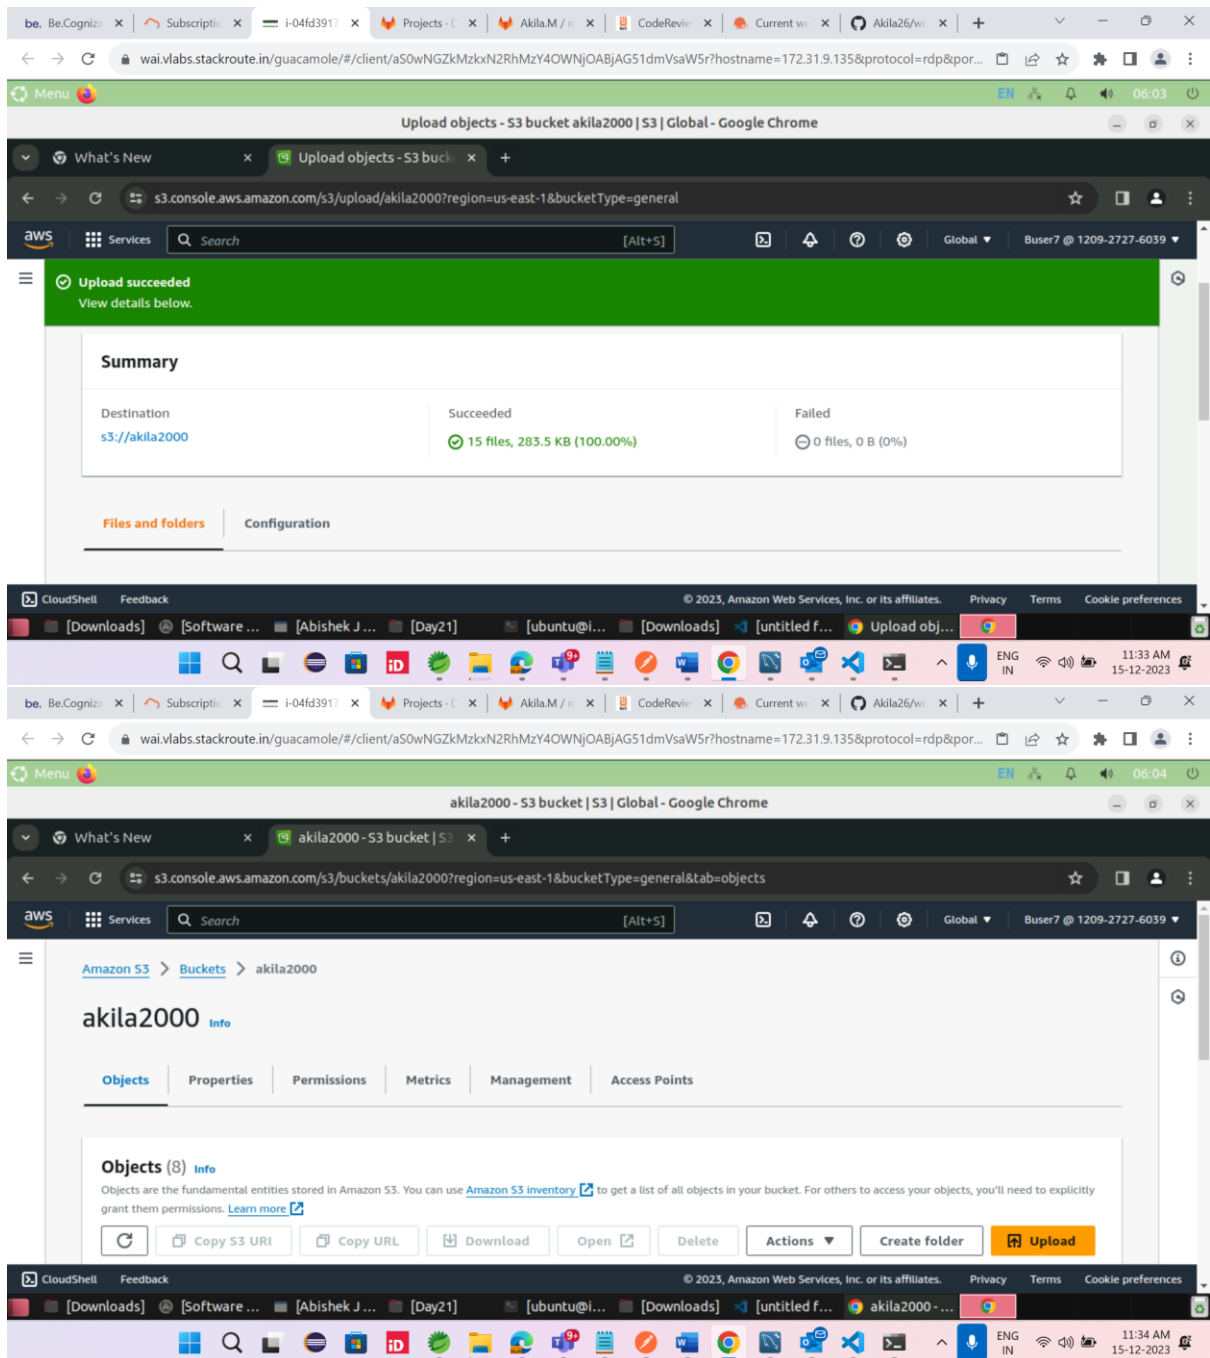 be. Be.Cogniza
Subscriptic
i-04fd3917
Projects - D
Akila.M / m
CodeRevie
Current we
Akila26/wi
wai.vlabs.stackroute.in/guacamole/#/client/aS0wNGZkMzkxN2RhMzY4OWNjOABjAG51dmVsaW5r?hostname=172.31.9.135&protocol=rdp&por...
Menu
EN
06:03
Upload objects - S3 bucket akila2000 | S3 | Global - Google Chrome
What's New
Upload objects - S3 buck
s3.console.aws.amazon.com/s3/upload/akila2000?region=us-east-1&bucketType=general
aws
Services
Search
[Alt+S]
Global
Buser7 @ 1209-2727-6039
Upload succeeded
View details below.
Summary
Destination
Succeeded
Failed
s3://akila2000
15 files, 283.5 KB (100.00%)
0 files, 0 B (0%)
Files and folders
Configuration
CloudShell
Feedback
© 2023, Amazon Web Services, Inc. or its affiliates.
Privacy
Terms
Cookie preferences
[Downloads]
[Software ...
[Abishek J ...
[Day21]
[ubuntu@i...
[Downloads]
[untitled f...
Upload obj...
iD
9+
ENG
IN
11:33 AM
15-12-2023
be. Be.Cogniza
Subscriptic
i-04fd3917
Projects - D
Akila.M / m
CodeRevie
Current we
Akila26/wi
wai.vlabs.stackroute.in/guacamole/#/client/aS0wNGZkMzkxN2RhMzY4OWNjOABjAG51dmVsaW5r?hostname=172.31.9.135&protocol=rdp&por...
Menu
EN
06:04
akila2000 - S3 bucket | S3 | Global - Google Chrome
What's New
akila2000 - S3 bucket | S3
s3.console.aws.amazon.com/s3/buckets/akila2000?region=us-east-1&bucketType=general&tab=objects
aws
Services
Search
[Alt+S]
Global
Buser7 @ 1209-2727-6039
Amazon S3
Buckets
akila2000
akila2000 Info
Objects
Properties
Permissions
Metrics
Management
Access Points
Objects (8) Info
Objects are the fundamental entities stored in Amazon S3. You can use Amazon S3 inventory to get a list of all objects in your bucket. For others to access your objects, you'll need to explicitly
grant them permissions. Learn more
Copy S3 URI
Copy URL
Download
Open
Delete
Actions
Create folder
Upload
CloudShell
Feedback
© 2023, Amazon Web Services, Inc. or its affiliates.
Privacy
Terms
Cookie preferences
[Downloads]
[Software ...
[Abishek J ...
[Day21]
[ubuntu@i...
[Downloads]
[untitled f...
akila2000 - ...
iD
9+
ENG
IN
11:34 AM
15-12-2023